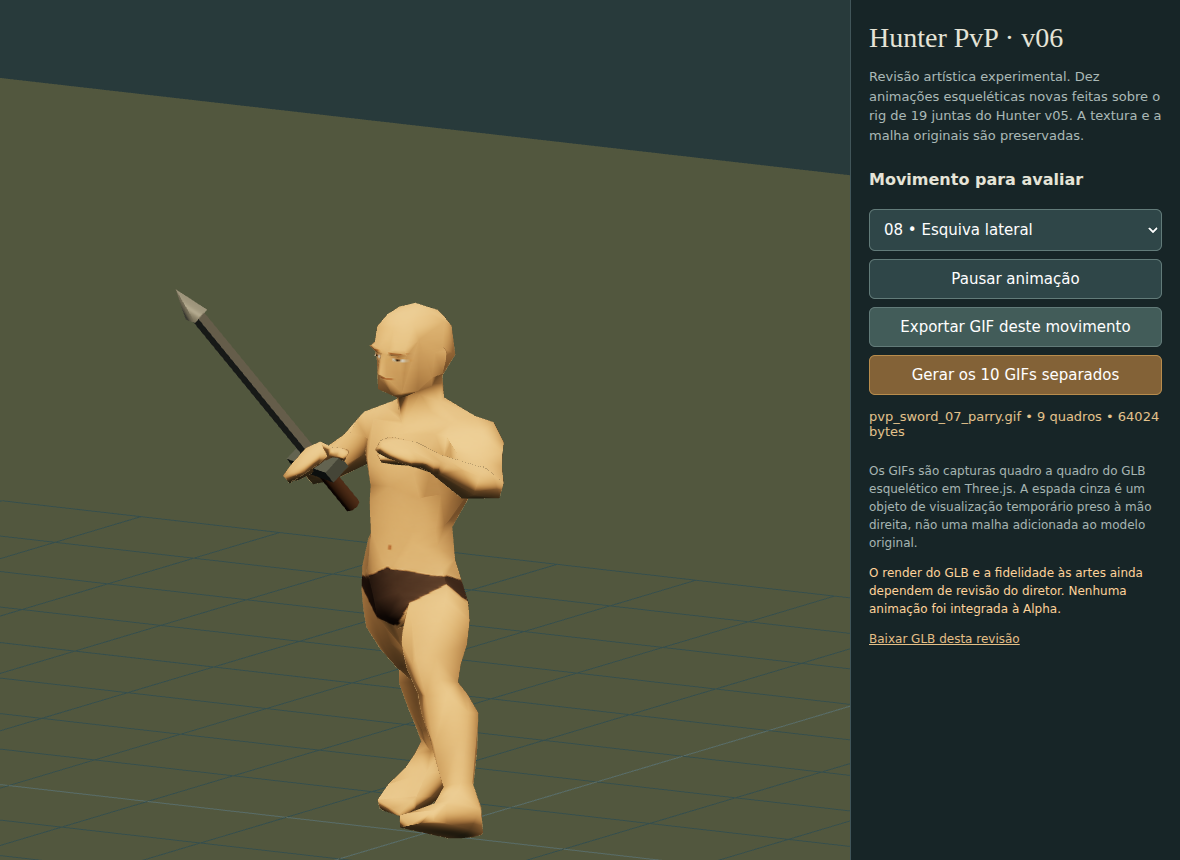 Hunter PvP · v06
Revisão artística experimental. Dez
animações esqueléticas novas feitas sobre o
rig de 19 juntas do Hunter v05. A textura e a
malha originais são preservadas.
Movimento para avaliar
08 • Esquiva lateral
Pausar animação
Exportar GIF deste movimento
Gerar os 10 GIFs separados
pvp_sword_07_parry.gif • 9 quadros • 64024
bytes
Os GIFs são capturas quadro a quadro do GLB
esquelético em Three.js. A espada cinza é um
objeto de visualização temporário preso à mão
direita, não uma malha adicionada ao modelo
original.
O render do GLB e a fidelidade às artes ainda
dependem de revisão do diretor. Nenhuma
animação foi integrada à Alpha.
Baixar GLB desta revisão